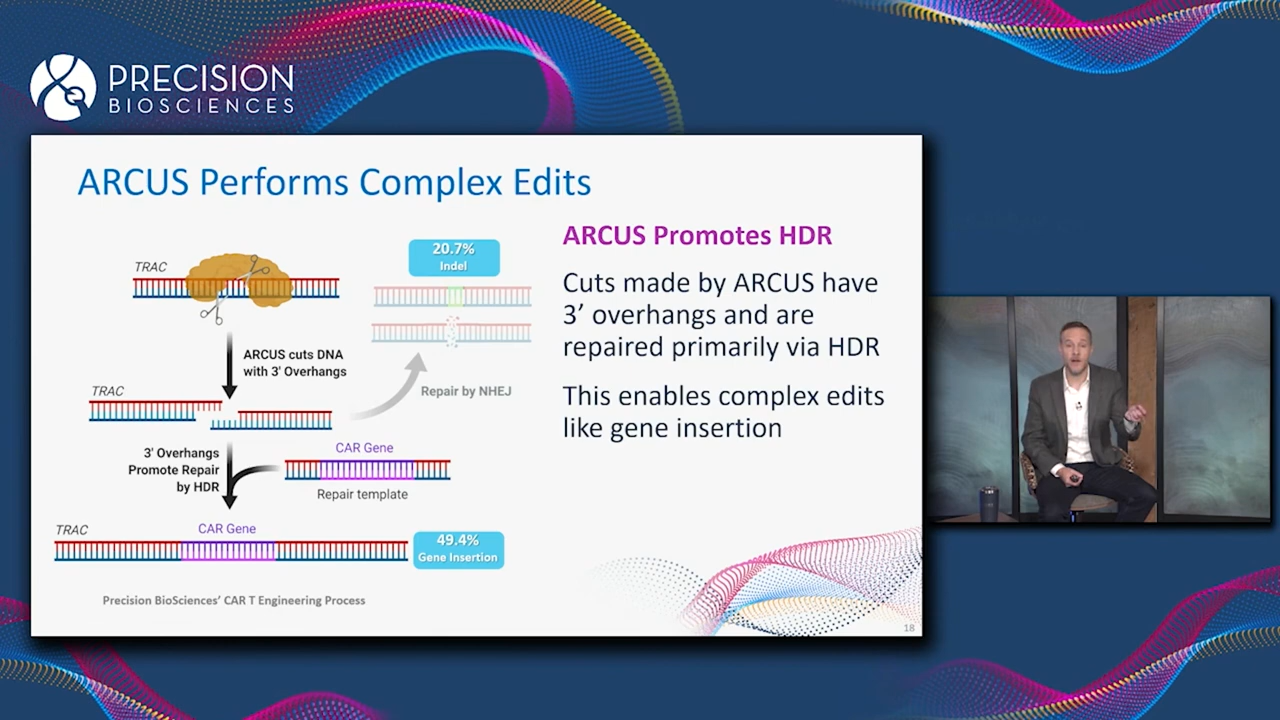 PRECISION
BIOSCIENCES
ARCUS Performs Complex Edits
TRAC
20.7%
Indel
ARCUS cuts DNA
with 3' Overhangs
TRAC
Repair by NHEJ
3' Overhangs
Promote Repair
by HDR
CAR Gene
Repair template
TRAC
CAR Gene
49.4%
Gene Insertion
Precision BioSciences’ CAR T Engineering Process
ARCUS Promotes HDR
Cuts made by ARCUS have
3’ overhangs and are
repaired primarily via HDR
This enables complex edits
like gene insertion
18